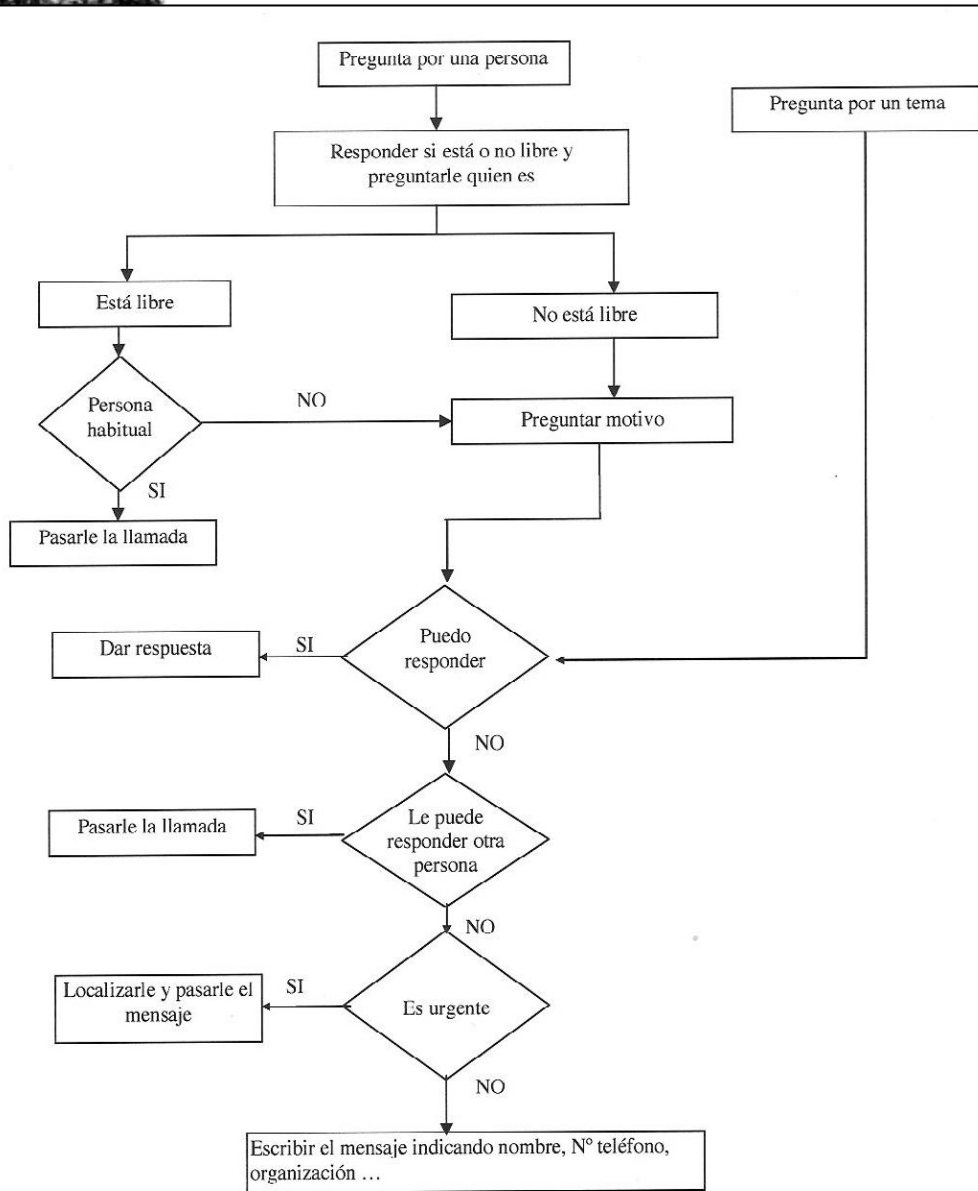 Pregunta por una persona
Pregunta por un tema
Responder si está o no libre y
preguntarle quien es
Está libre
No está libre
Persona
habitual
NO
Preguntar motivo
SI
Pasarle la llamada
Puedo
responder
SI
Dar respuesta
NO
Le puede
responder otra
persona
SI
Pasarle la llamada
NO
Es urgente
SI
Localizarle y pasarle el
mensaje
NO
Escribir el mensaje indicando nombre, Nº teléfono,
organización …